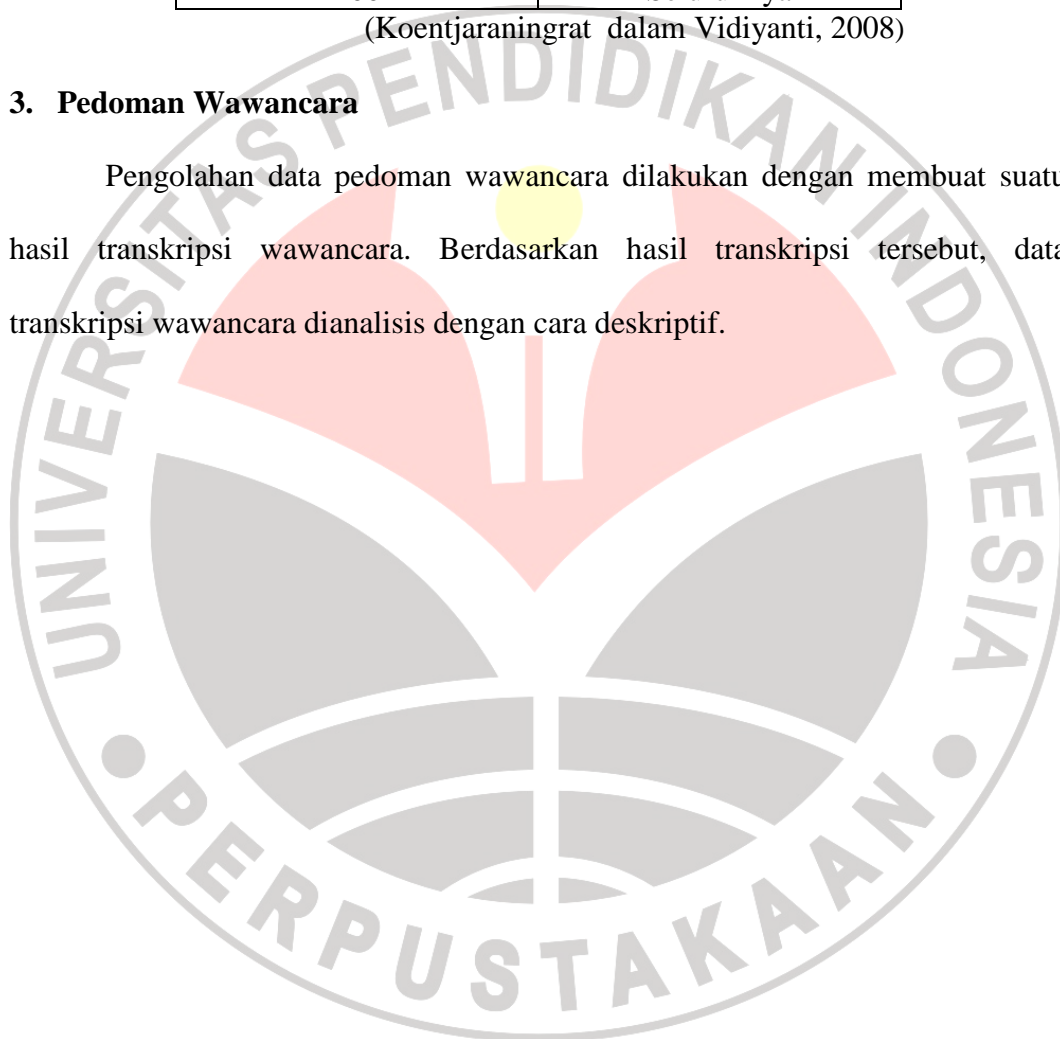 (Koentjaraningrat dalam Vidiyanti, 2008)
3. Pedoman Wawancara
Pengolahan data pedoman wawancara dilakukan dengan membuat suatu
hasil transkripsi wawancara. Berdasarkan hasil transkripsi tersebut, data
transkripsi wawancara dianalisis dengan cara deskriptif.
UNIVERSITAS PENDIDIKAN INDONESIA
PERPUSTAKAAN